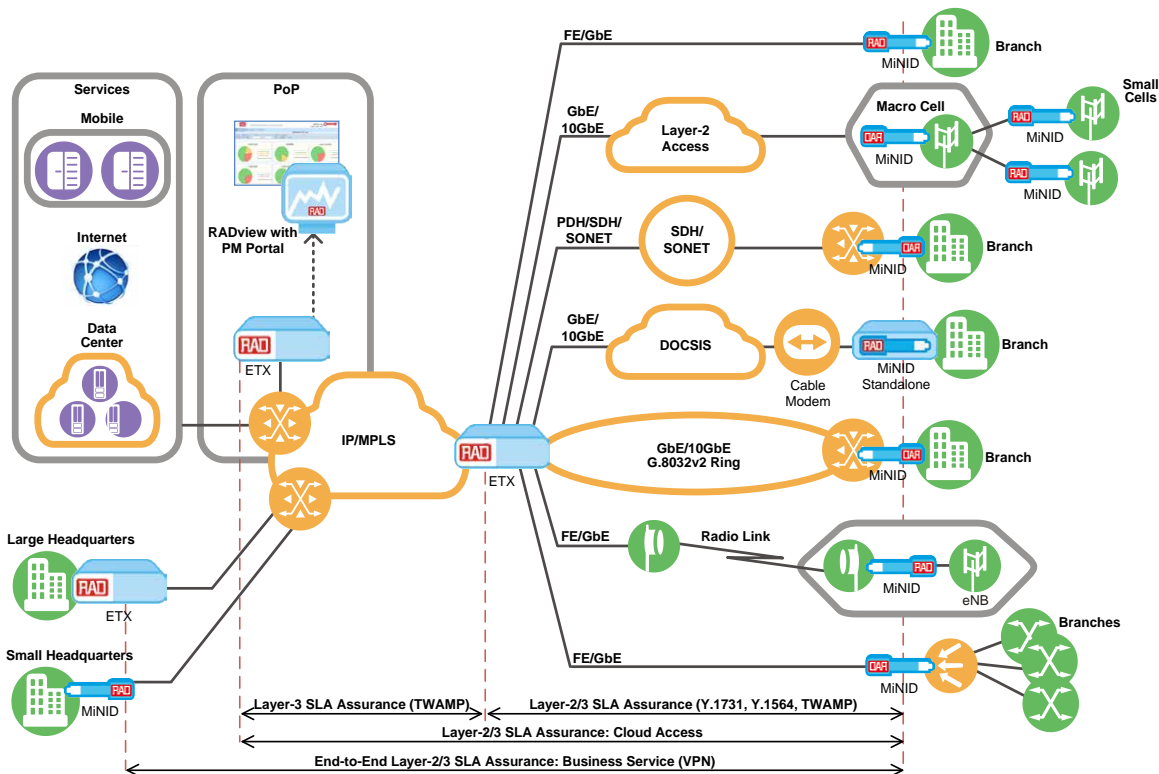 Services
Mobile
Internet
Data
Center
PoP
RADview with
PM Portal
RAD
RAD
ETX
IP/MPLS
RAD
ETX
FE/GbE
RAD
MiNID
Branch
GbE/
10GbE
Layer-2
Access
Macro Cell
RAD
MiNID
Small
Cells
RAD
MiNID
RAD
MiNID
PDH/SDH/
SONET
SDH/
SONET
RAD
MiNID
Branch
GbE/
10GbE
DOCSIS
Cable
Modem
RAD
MiNID
Standalone
Branch
GbE/10GbE
G.8032v2 Ring
RAD
MiNID
Branch
FE/GbE
Radio Link
RAD
MiNID
eNB
FE/GbE
RAD
MiNID
Branches
Large Headquarters
RAD
ETX
Small Headquarters
RAD
MiNID
Layer-3 SLA Assurance (TWAMP)
Layer-2/3 SLA Assurance (Y.1731, Y.1564, TWAMP)
Layer-2/3 SLA Assurance: Cloud Access
End-to-End Layer-2/3 SLA Assurance: Business Service (VPN)